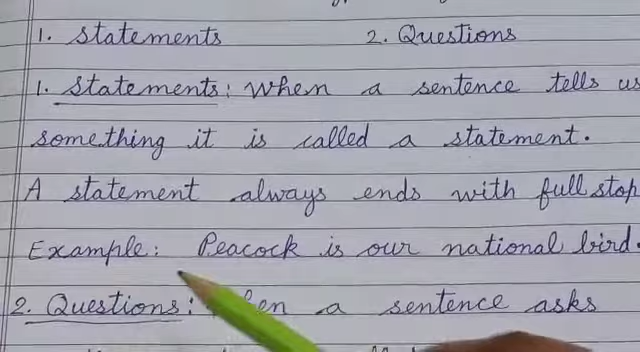 1. Statements 2. Questions
1. Statements: When a sentence tells us
something it is called a statement.
A statement always ends with full stop
Example: Peacock is our national bird.
2. Questions: When a sentence asks